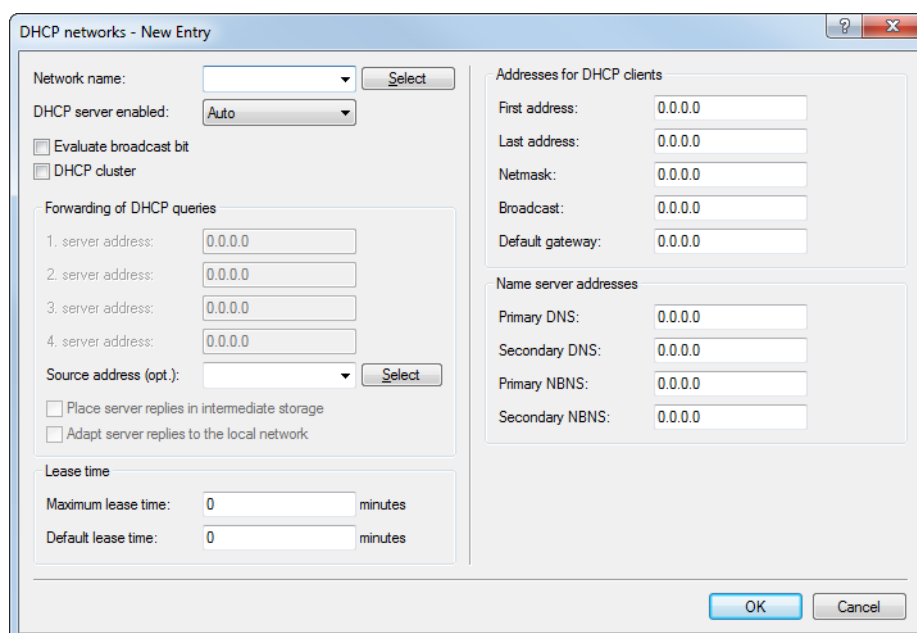 DHCP networks - New Entry
?
Network name:
Select
DHCP server enabled:
Auto
Evaluate broadcast bit
DHCP cluster
Forwarding of DHCP queries
1. server address:
0.0.0.0
2. server address:
0.0.0.0
3. server address:
0.0.0.0
4. server address:
0.0.0.0
Source address (opt.):
Select
Place server replies in intermediate storage
Adapt server replies to the local network
Lease time
Maximum lease time:
0
minutes
Default lease time:
0
minutes
Addresses for DHCP clients
First address:
0.0.0.0
Last address:
0.0.0.0
Netmask:
0.0.0.0
Broadcast:
0.0.0.0
Default gateway:
0.0.0.0
Name server addresses
Primary DNS:
0.0.0.0
Secondary DNS:
0.0.0.0
Primary NBNS:
0.0.0.0
Secondary NBNS:
0.0.0.0
OK
Cancel